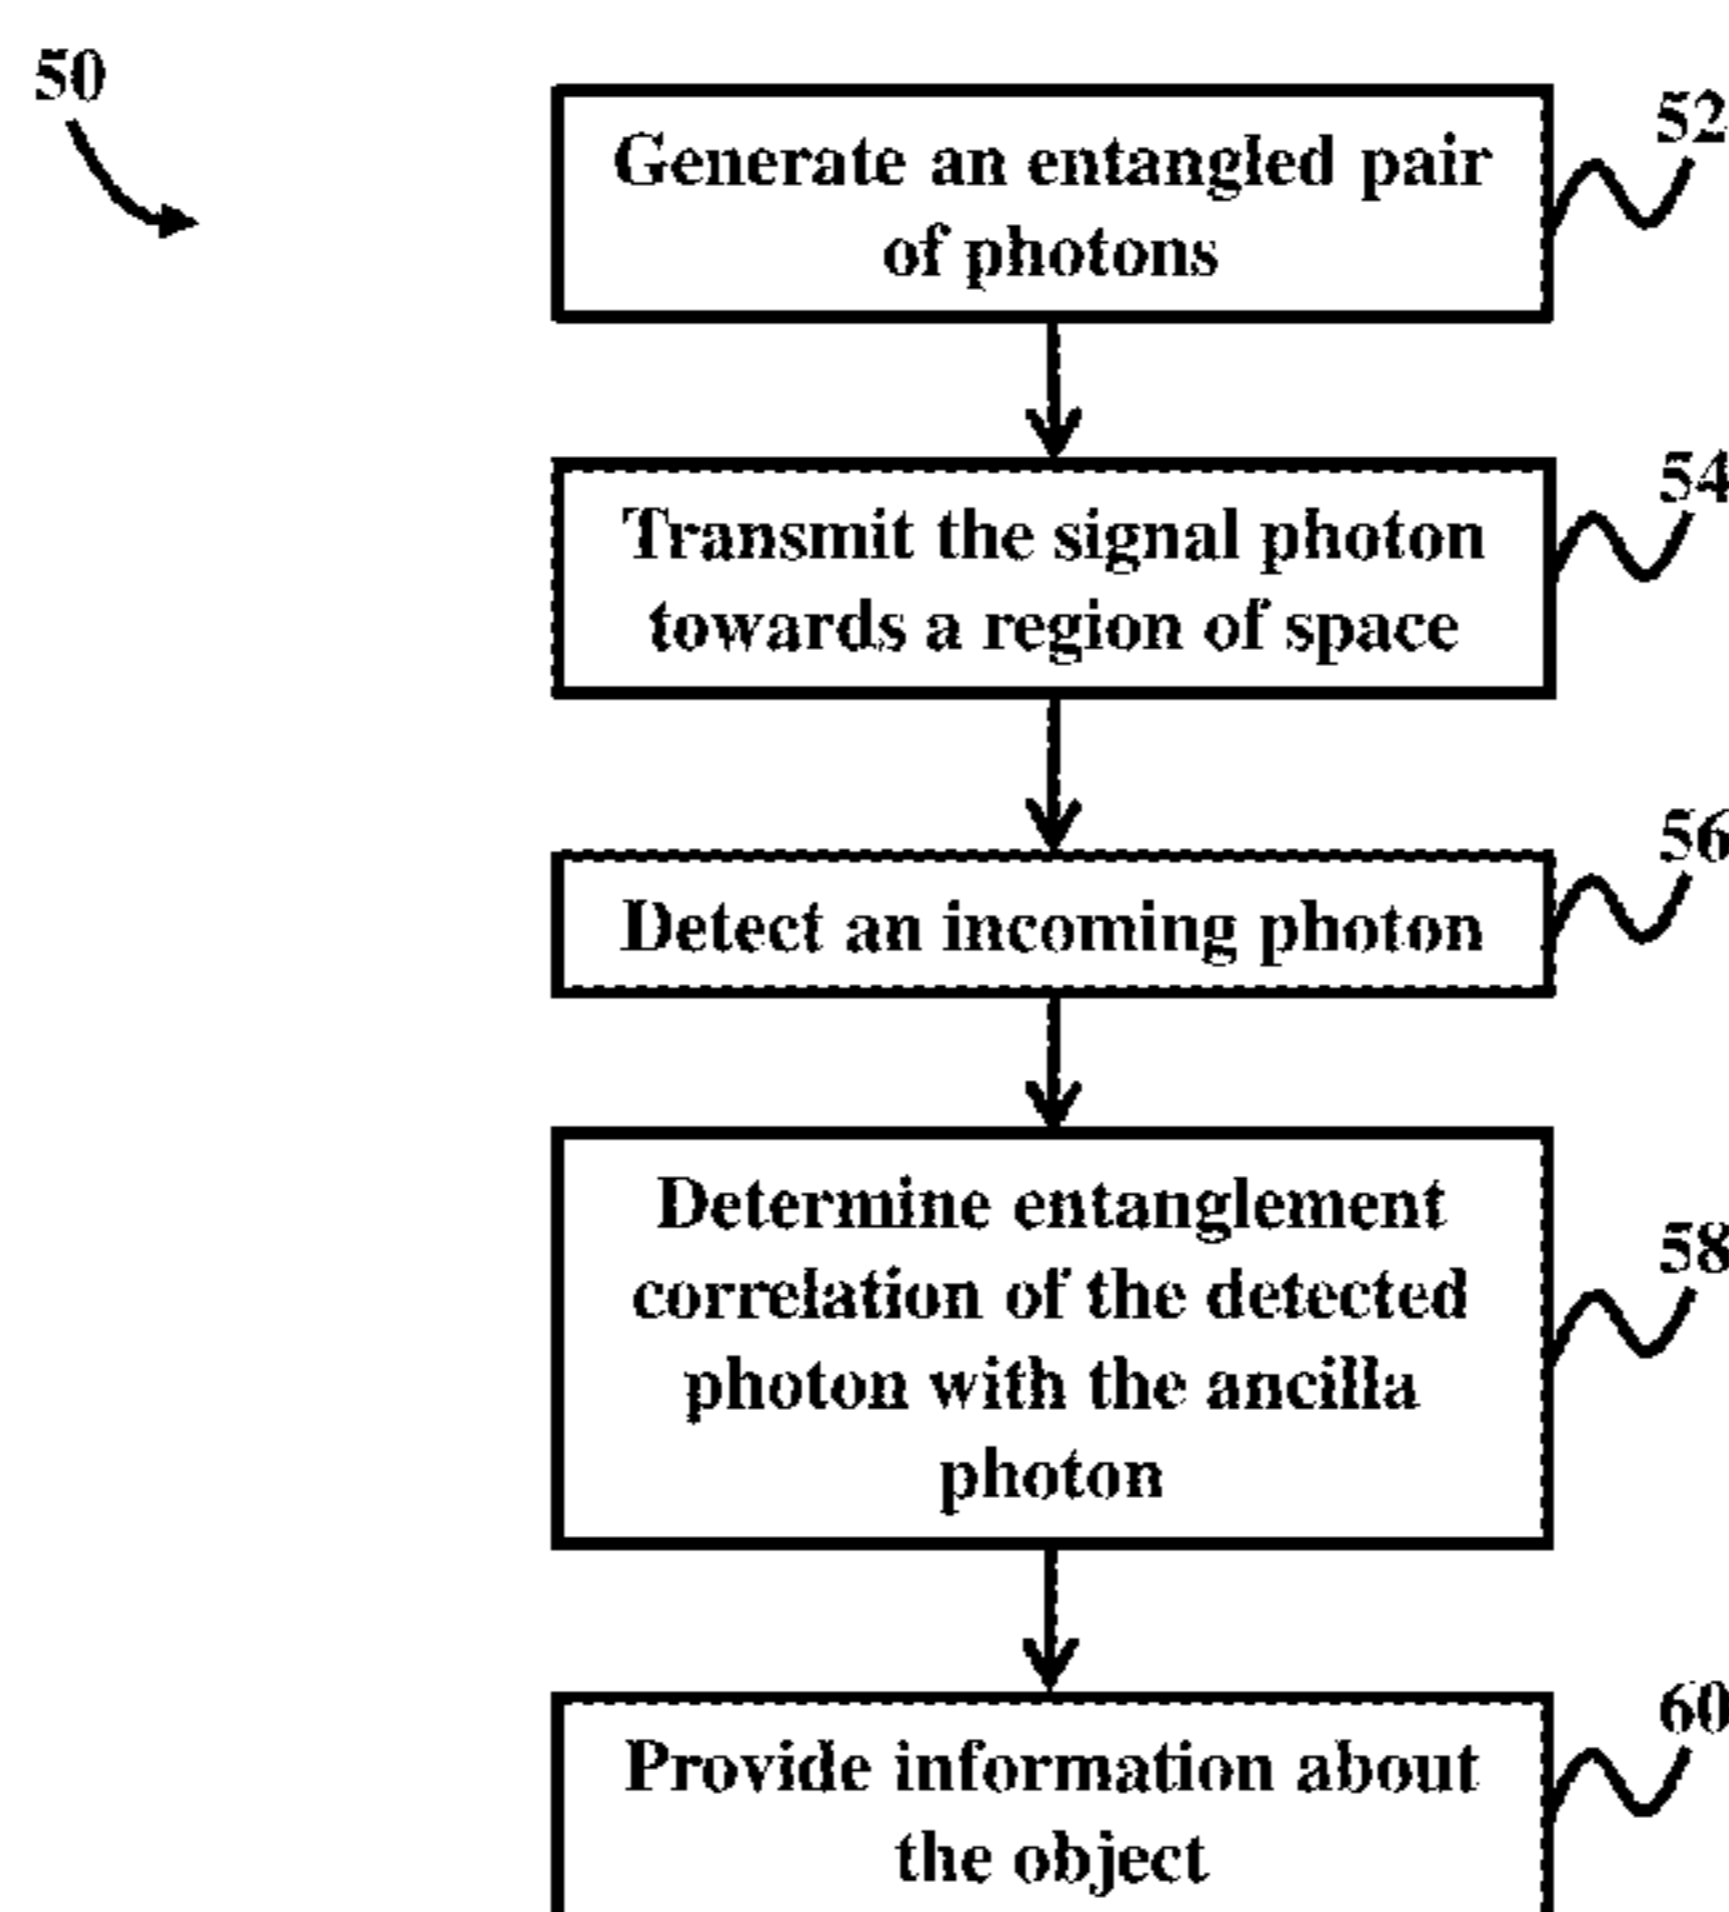 50
52
Generate an entangled pair
of photons
54
Transmit the signal photon
towards a region of space
56
Detect an incoming photon
Determine entanglement
58
correlation of the detected
photon with the ancilla
photon
60
Provide information about
the object